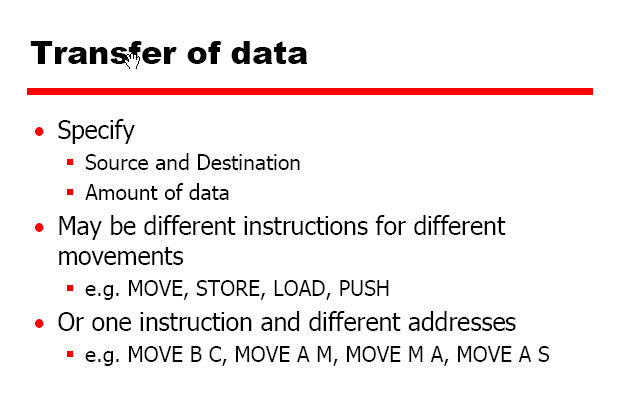 Transfer of data
Specify
Source and Destination
Amount of data
May be different instructions for different
movements
e.g. MOVE, STORE, LOAD, PUSH
Or one instruction and different addresses
e.g. MOVE B C, MOVE A M, MOVE M A, MOVE A S